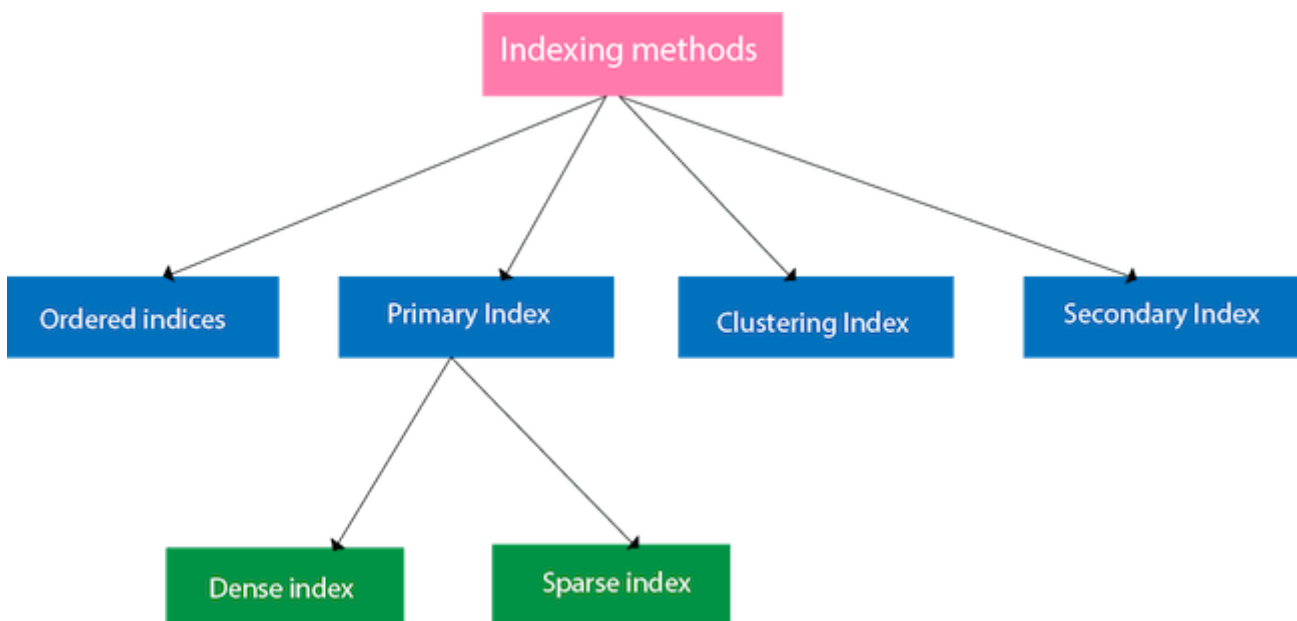 Indexing methods
Ordered indices
Primary Index
Clustering Index
Secondary Index
Dense index
Sparse index